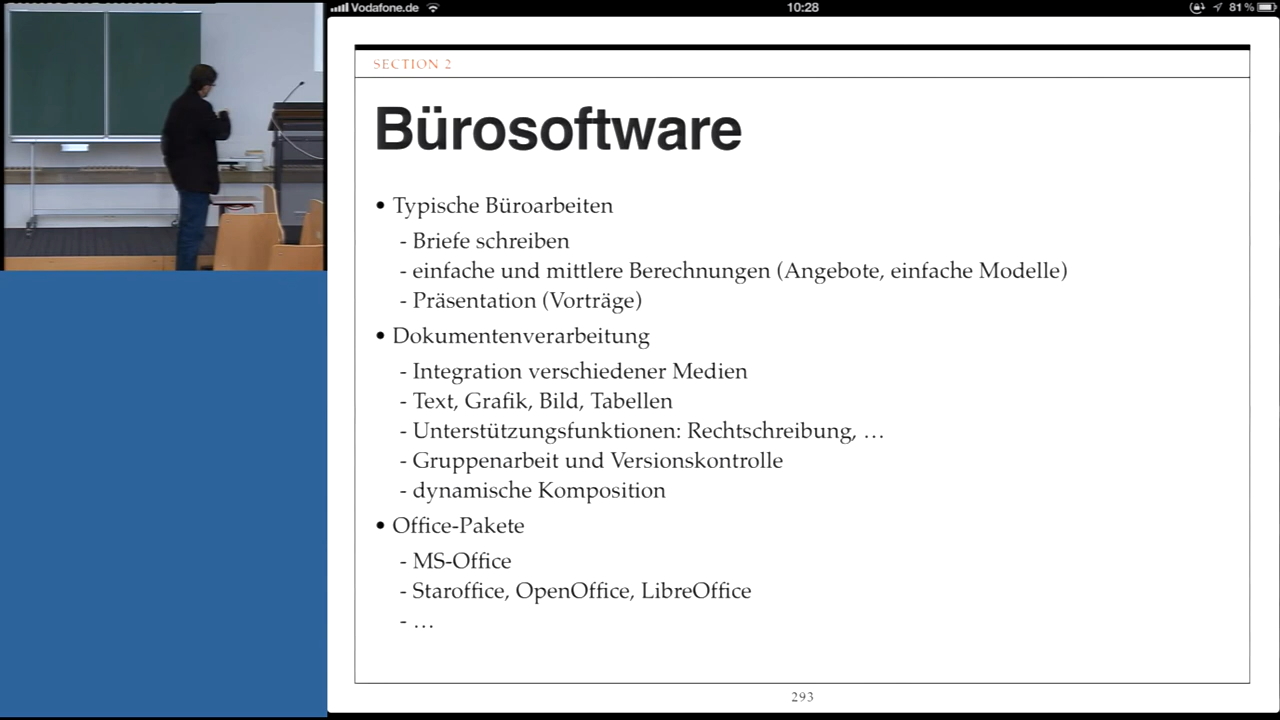 Vodafone.de
10:28
81 %
SECTION 2
Bürosoftware
• Typische Büroarbeiten
- Briefe schreiben
- einfache und mittlere Berechnungen (Angebote, einfache Modelle)
- Präsentation (Vorträge)
• Dokumentenverarbeitung
- Integration verschiedener Medien
- Text, Grafik, Bild, Tabellen
- Unterstützungsfunktionen: Rechtschreibung, …
- Gruppenarbeit und Versionskontrolle
- dynamische Komposition
• Office-Pakete
- MS-Office
- Staroffice, OpenOffice, LibreOffice
- …
293